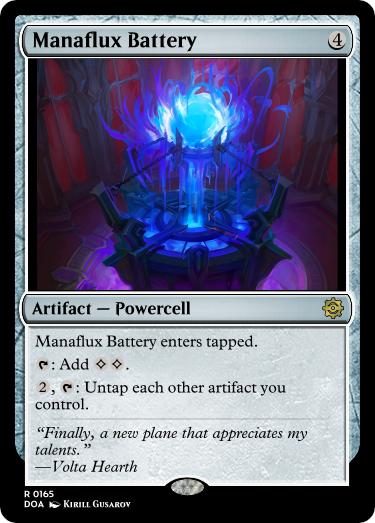 Manaflux Battery 4
Artifact — Powercell
Manaflux Battery enters tapped.
: Add .
2, : Untap each other artifact you
control.
“Finally, a new plane that appreciates my
talents.”
—Volta Hearth
R 0165
DOA Kirill Gusarov